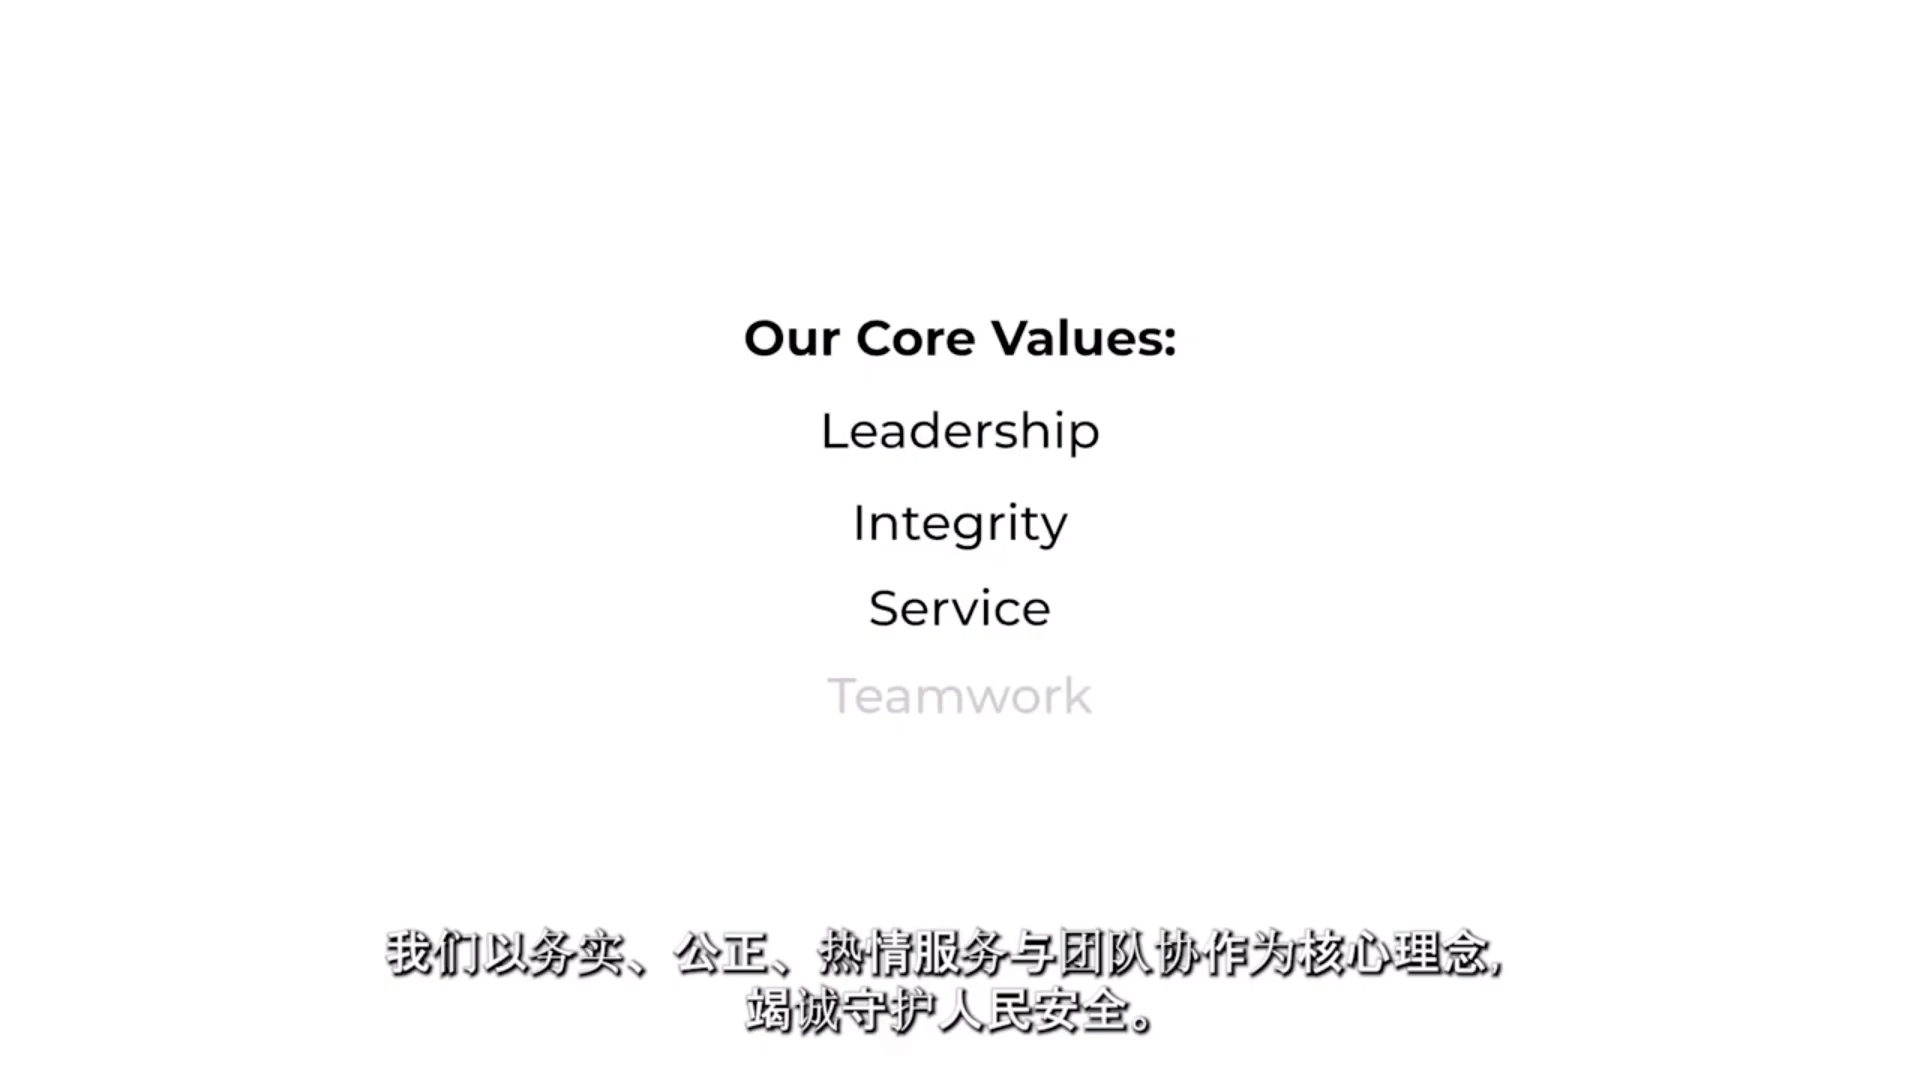 Our Core Values:
Leadership
Integrity
Service
Teamwork
我们以务实、公正、热情服务与团队协作为核心理念,
竭诚守护人民安全。